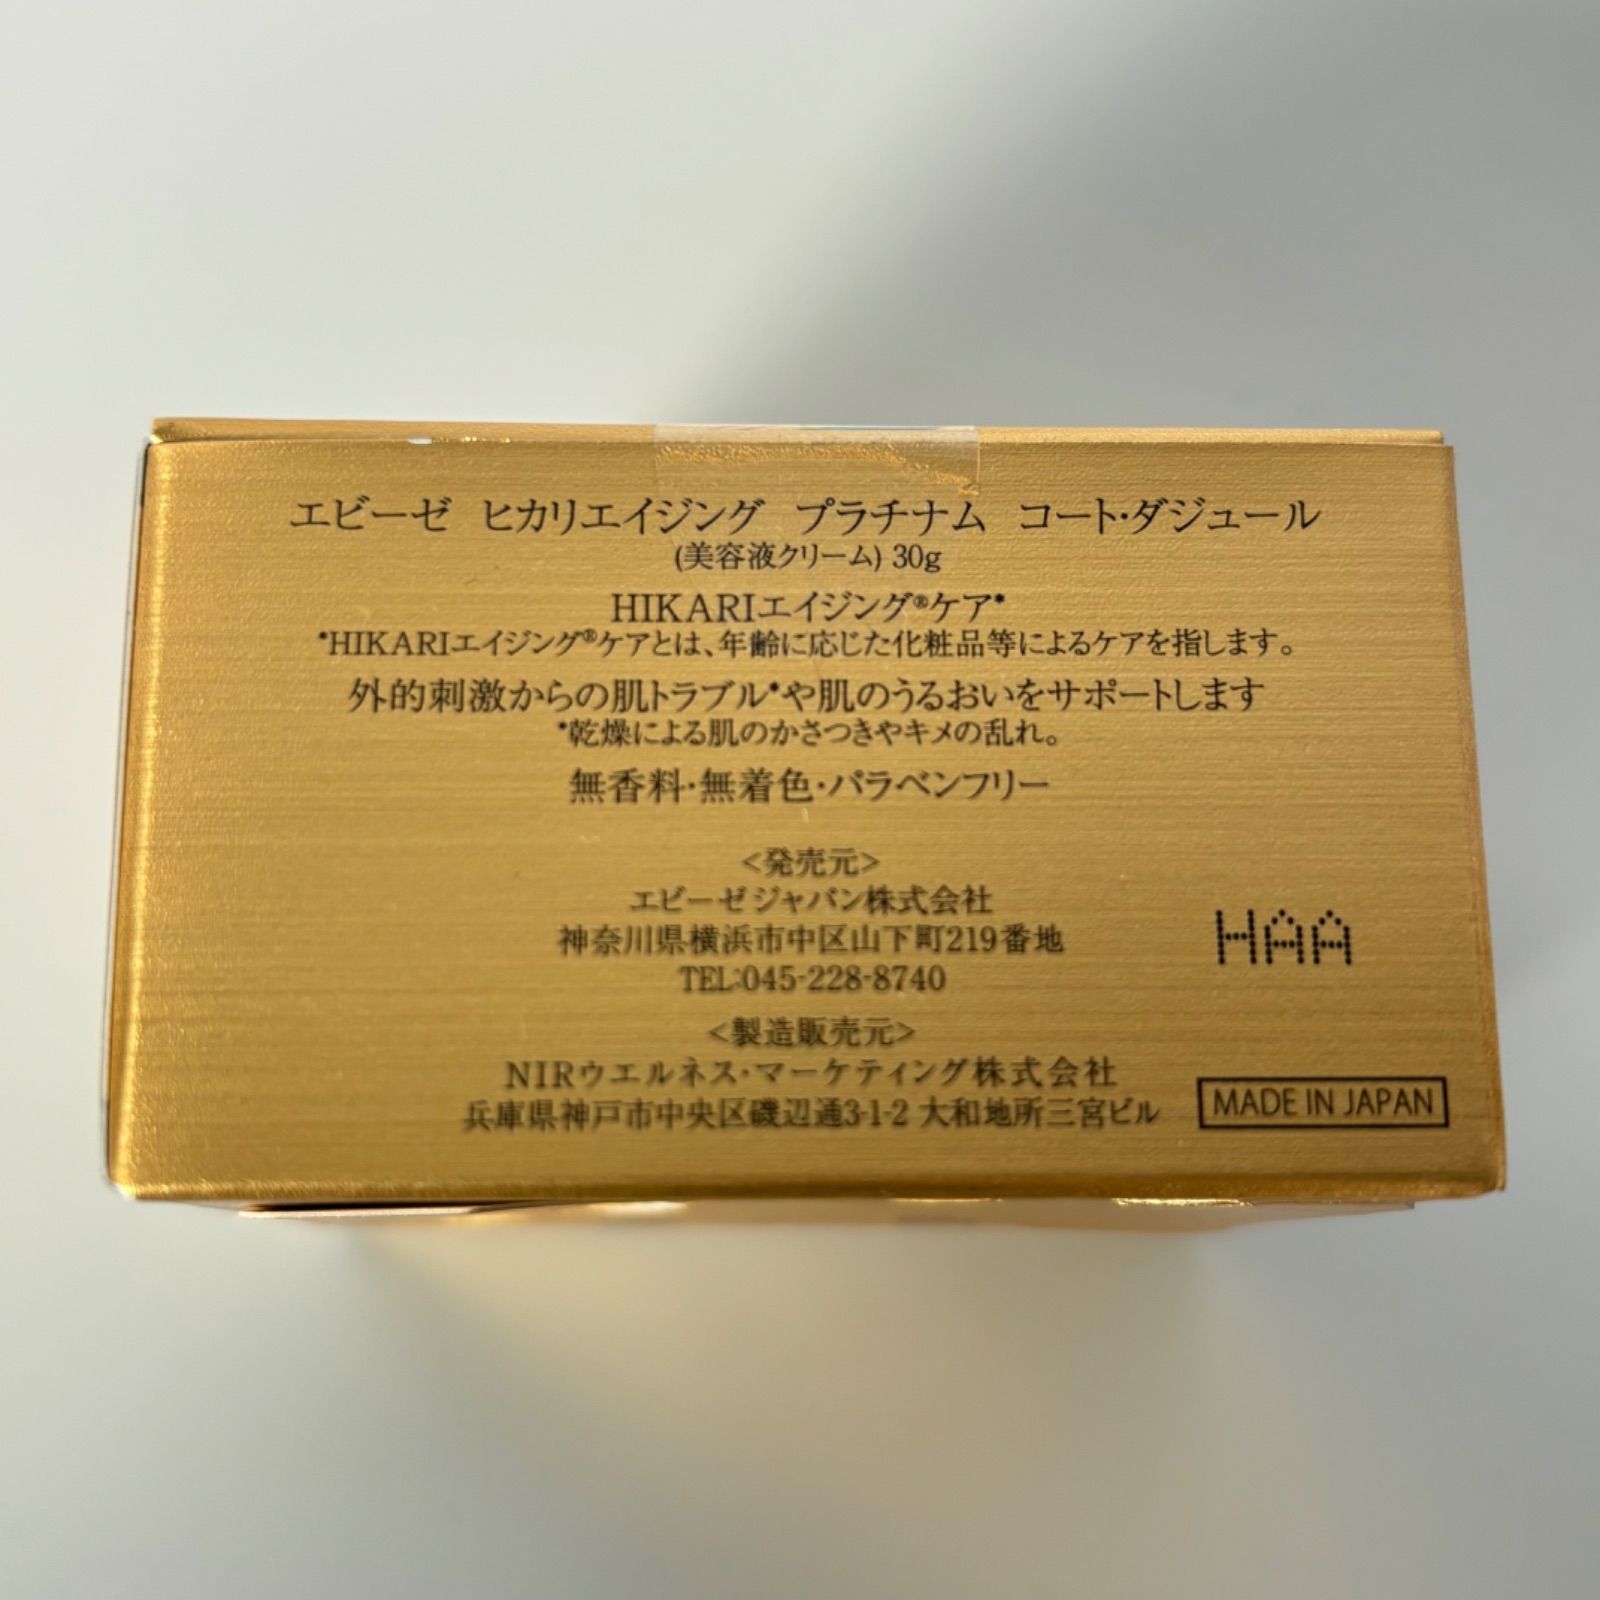 エビーゼ ヒカリエイジング プラチナム コート・ダジュール
(美容液クリーム) 30g
HIKARIエイジング®ケア*
*HIKARIエイジング®ケアとは、年齢に応じた化粧品等によるケアを指します。
外的刺激からの肌トラブル*や肌のうるおいをサポートします
*乾燥による肌のかさつきやキメの乱れ。
無香料・無着色・パラベンフリー
<発売元>
エビーゼジャパン株式会社
神奈川県横浜市中区山下町219番地
TEL:045-228-8740
HAA
<製造販売元>
NIRウエルネス・マーケティング株式会社
兵庫県神戸市中央区磯辺通3-1-2 大和地所三宮ビル
MADE IN JAPAN